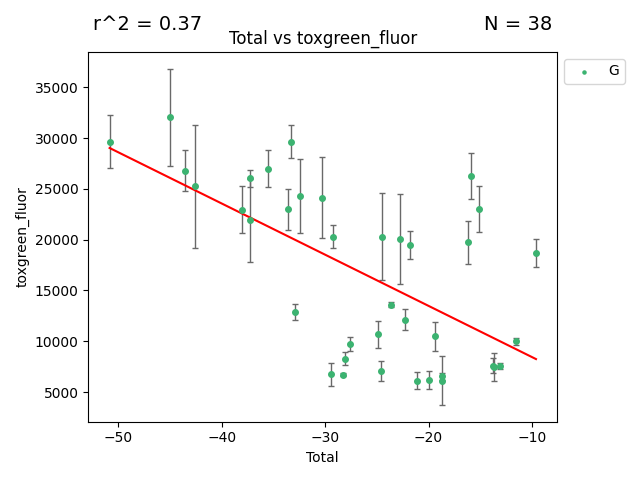 r^2 = 0.37
N = 38
Total vs toxgreen_fluor
G
35000
30000
25000
20000
15000
10000
5000
toxgreen_fluor
−50
−40
−30
−20
−10
Total